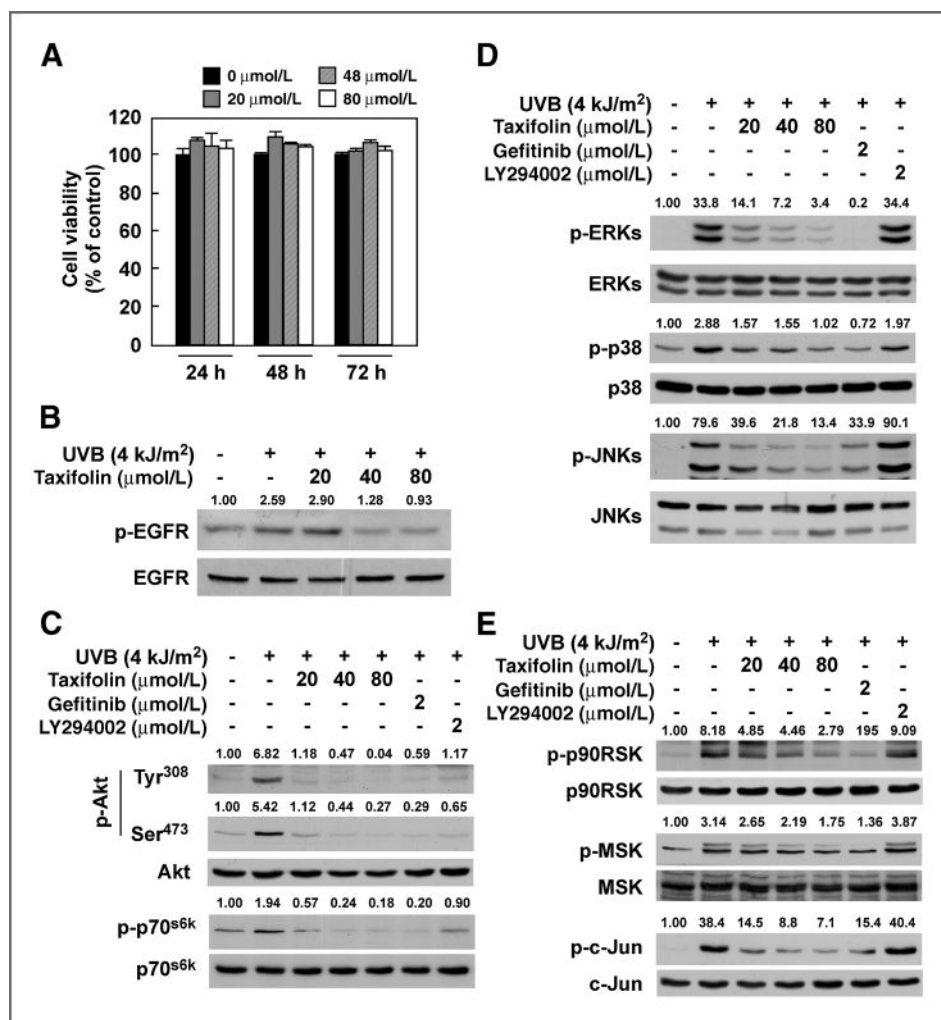 A
0 μmol/L
48 μmol/L
20 μmol/L
80 μmol/L
Cell viability
(% of control)
120
100
80
60
40
20
0
24 h
48 h
72 h
B
UVB (4 kJ/m²) - + + + +
Taxifolin (μmol/L) - - 20 40 80
1.00 2.59 2.90 1.28 0.93
p-EGFR
EGFR
C
UVB (4 kJ/m²) - + + + + + +
Taxifolin (μmol/L) - - 20 40 80 - -
Gefitinib (μmol/L) - - - - - 2 -
LY294002 (μmol/L) - - - - - - 2
1.00 6.82 1.18 0.47 0.04 0.59 1.17
p-Akt
Tyr³⁰⁸
1.00 5.42 1.12 0.44 0.27 0.29 0.65
Ser⁴⁷³
Akt
1.00 1.94 0.57 0.24 0.18 0.20 0.90
p-p70ˢ⁶ᵏ
p70ˢ⁶ᵏ
D
UVB (4 kJ/m²) - + + + + + +
Taxifolin (μmol/L) - - 20 40 80 - -
Gefitinib (μmol/L) - - - - - 2 -
LY294002 (μmol/L) - - - - - - 2
1.00 33.8 14.1 7.2 3.4 0.2 34.4
p-ERKs
ERKs
1.00 2.88 1.57 1.55 1.02 0.72 1.97
p-p38
p38
1.00 79.6 39.6 21.8 13.4 33.9 90.1
p-JNKs
JNKs
E
UVB (4 kJ/m²) - + + + + + +
Taxifolin (μmol/L) - - 20 40 80 - -
Gefitinib (μmol/L) - - - - - 2 -
LY294002 (μmol/L) - - - - - - 2
1.00 8.18 4.85 4.46 2.79 195 9.09
p-p90RSK
p90RSK
1.00 3.14 2.65 2.19 1.75 1.36 3.87
p-MSK
MSK
1.00 38.4 14.5 8.8 7.1 15.4 40.4
p-c-Jun
c-Jun